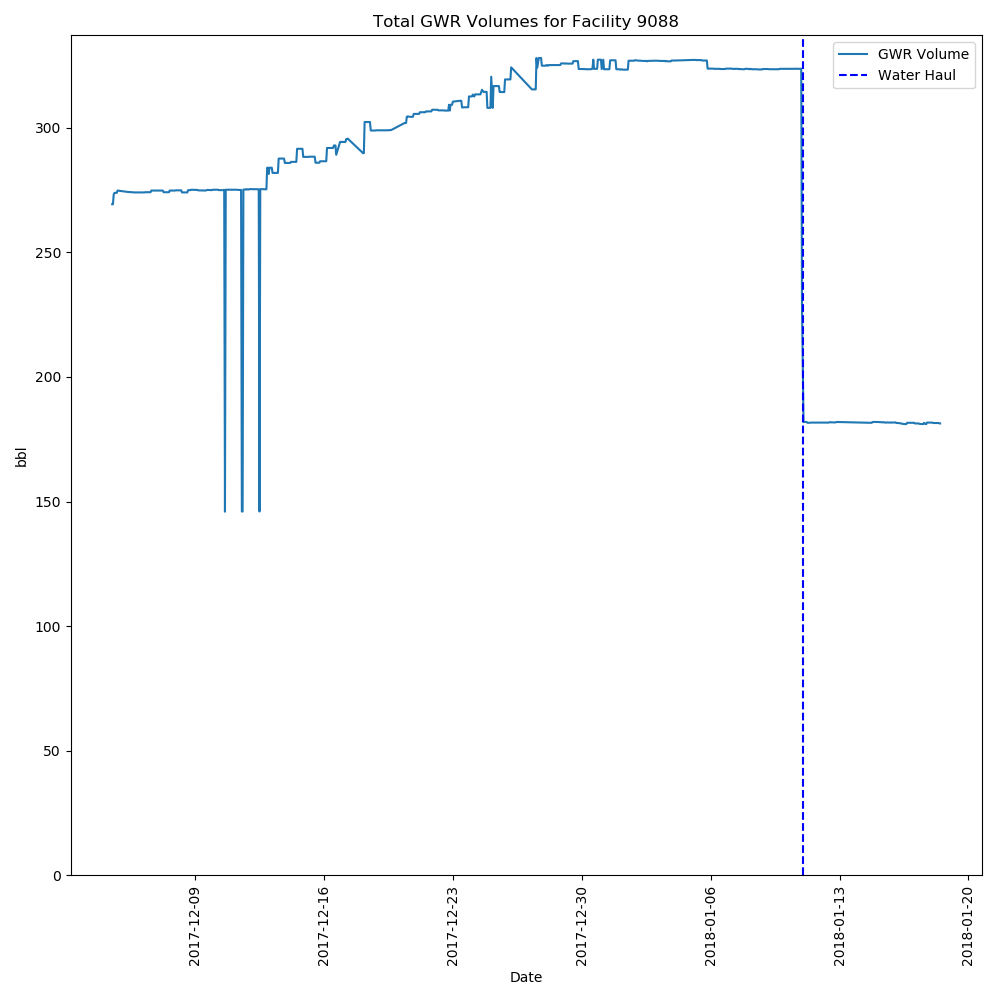 Total GWR Volumes for Facility 9088
GWR Volume
Water Haul
bbl
300
250
200
150
100
50
0
2017-12-09
2017-12-16
2017-12-23
2017-12-30
2018-01-06
2018-01-13
2018-01-20
Date